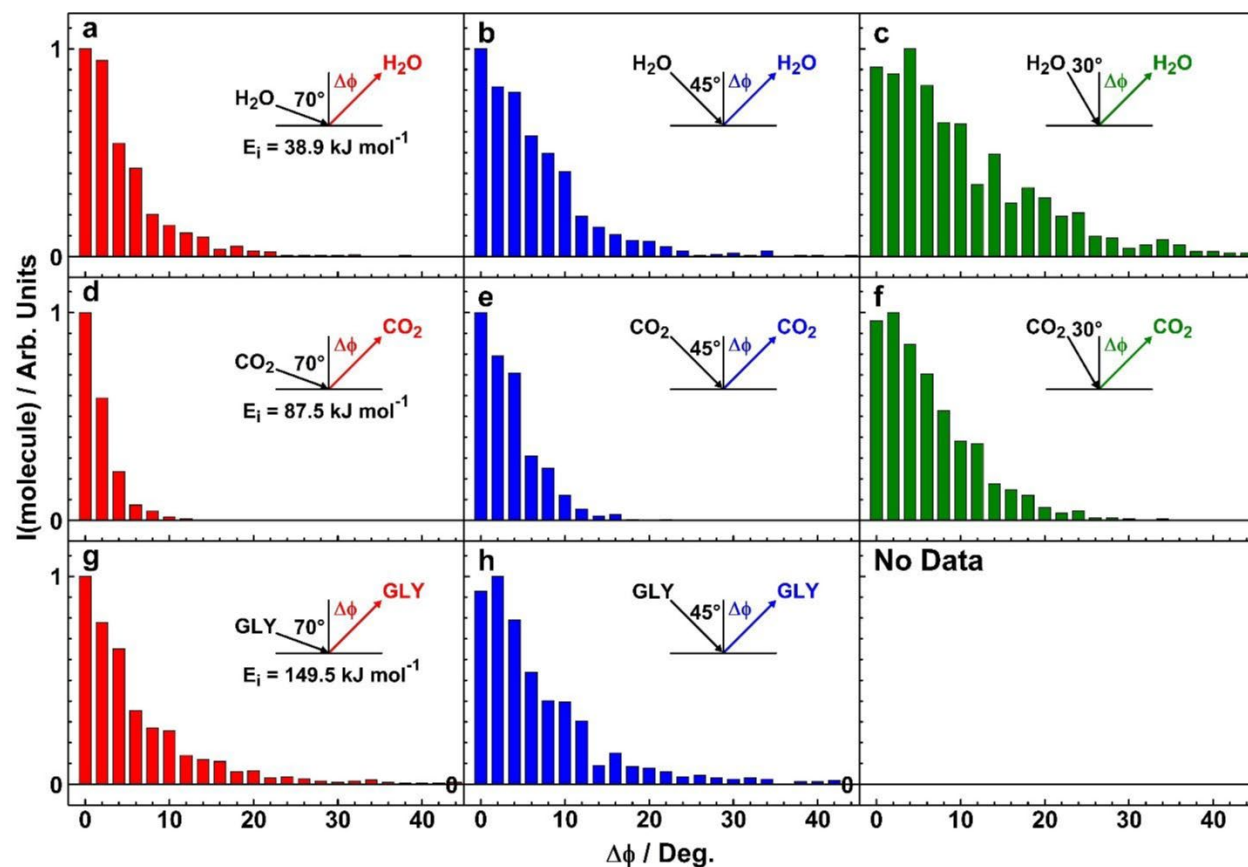 I(molecule) / Arb. Units
a
1
0
H₂O
70°
Δϕ
H₂O
Eᵢ = 38.9 kJ mol⁻¹
b
H₂O
45°
Δϕ
H₂O
c
H₂O
30°
Δϕ
H₂O
d
1
0
CO₂
70°
Δϕ
CO₂
Eᵢ = 87.5 kJ mol⁻¹
e
CO₂
45°
Δϕ
CO₂
f
CO₂
30°
Δϕ
CO₂
g
1
0
GLY
70°
Δϕ
GLY
Eᵢ = 149.5 kJ mol⁻¹
0
h
GLY
45°
Δϕ
GLY
0
No Data
0 10 20 30 40 0 10 20 30 40 0 10 20 30 40
Δϕ / Deg.